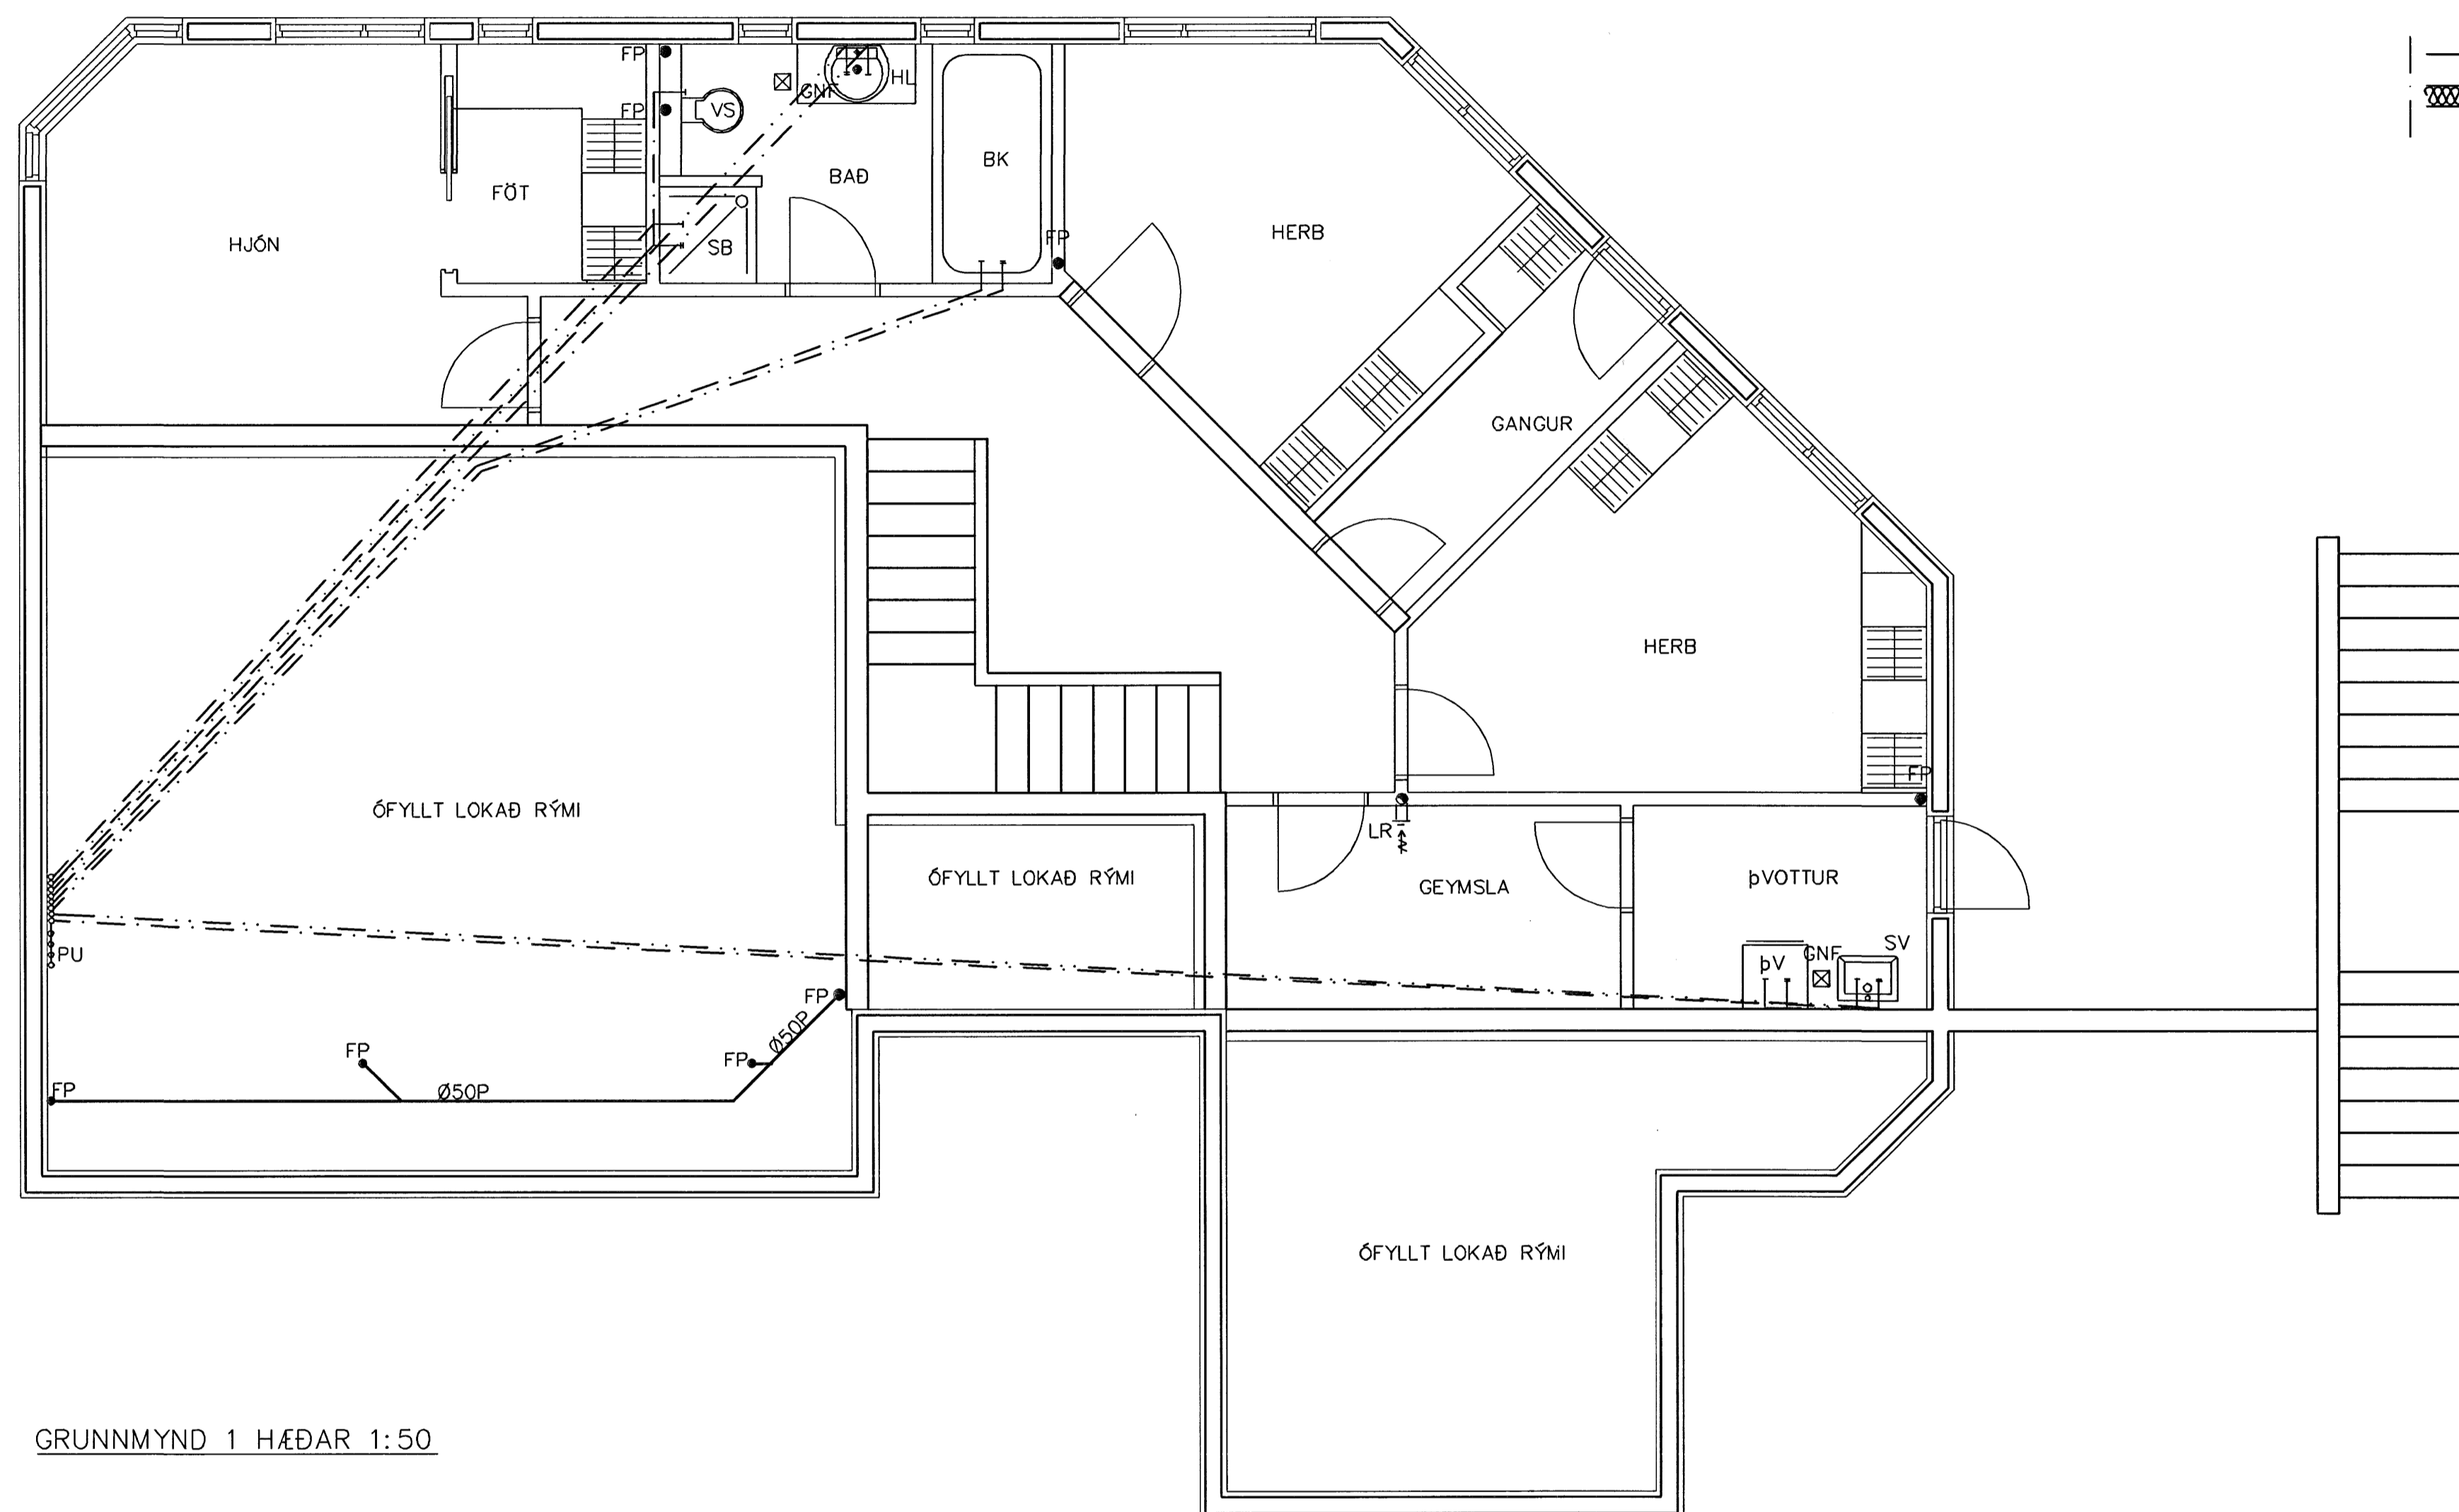 FP
HL
GNF
FP
VS
BK
BAÐ
FÖT
HERB
FP
HJÓN
SB
GANGUR
HERB
FP
ÓFYLLT LOKAÐ RÝMI
LR
ÓFYLLT LOKAÐ RÝMI
GEYMSLA
ÞVOTTUR
SV
GNF
PU
ÞV
FP
Ø50P
FP
FP
FP
Ø50P
ÓFYLLT LOKAÐ RÝMI
GRUNNMYND 1 HÆÐAR 1:50